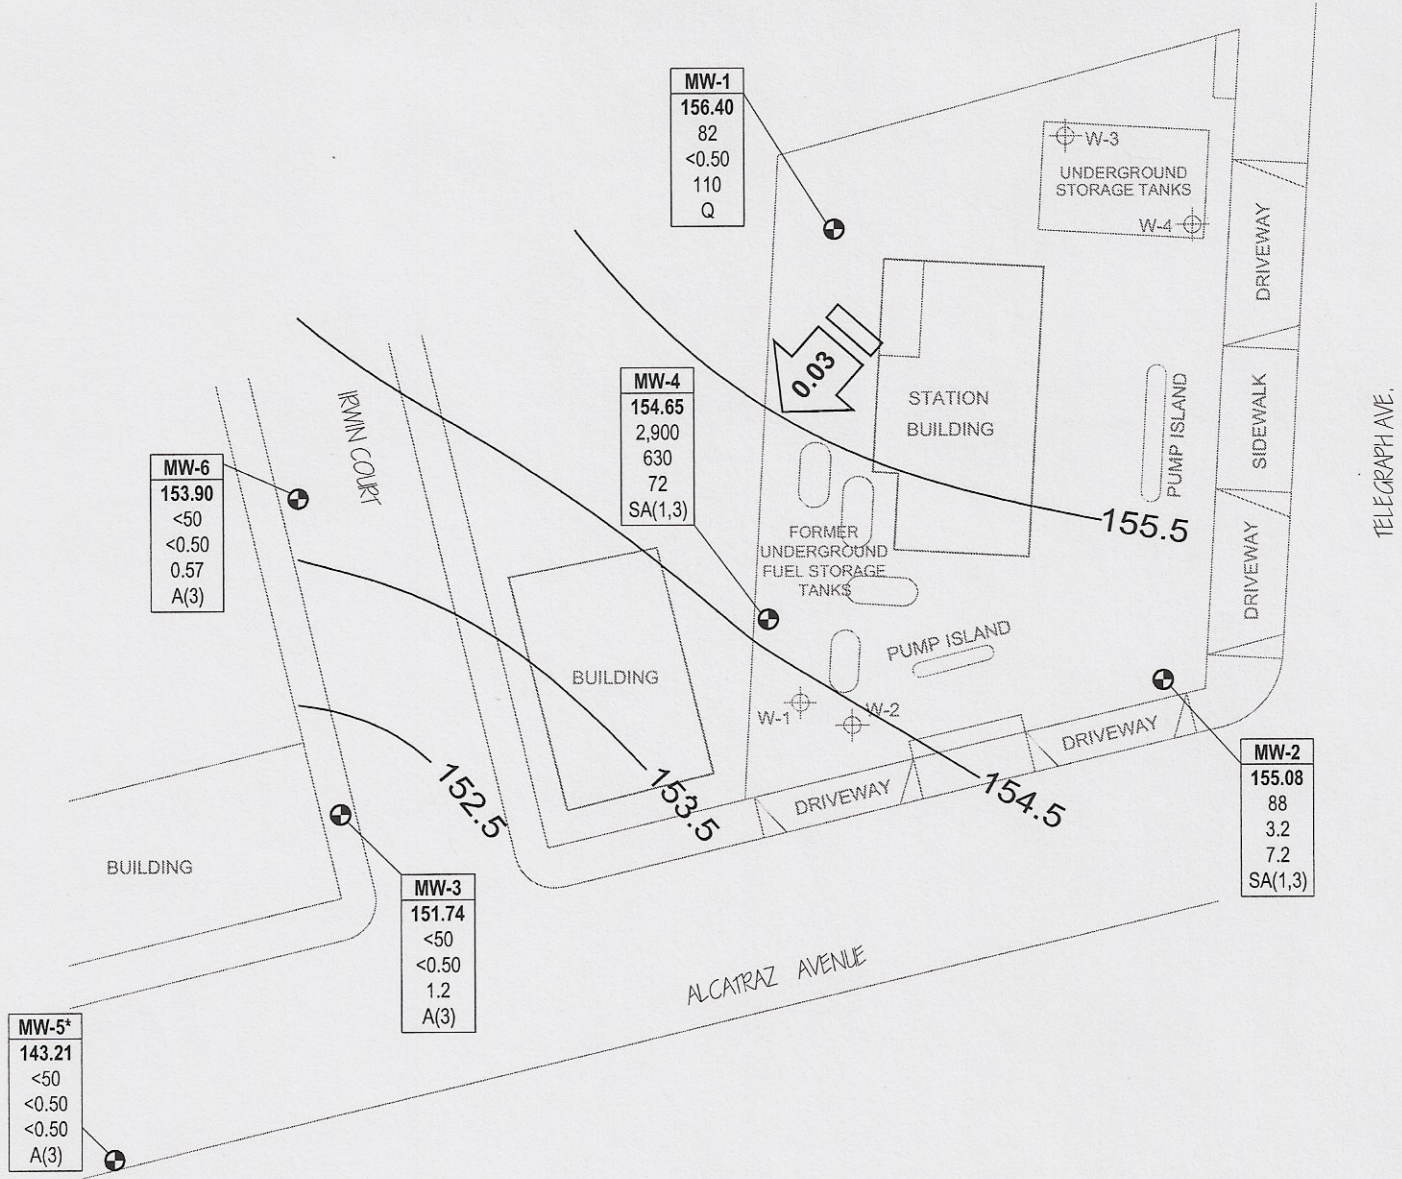 MW-1
156.40
82
<0.50
110
Q
W-3
UNDERGROUND
STORAGE TANKS
W-4
DRIVEWAY
0.03
STATION
BUILDING
PUMP ISLAND
SIDEWALK
TELEGRAPH AVE.
IRWIN COURT
MW-4
154.65
2,900
630
72
SA(1,3)
MW-6
153.90
<50
<0.50
0.57
A(3)
155.5
FORMER
UNDERGROUND
FUEL STORAGE
TANKS
DRIVEWAY
PUMP ISLAND
BUILDING
W-1
W-2
DRIVEWAY
DRIVEWAY
MW-2
155.08
88
3.2
7.2
SA(1,3)
152.5
153.5
154.5
BUILDING
MW-3
151.74
<50
<0.50
1.2
A(3)
ALCATRAZ AVENUE
MW-5*
143.21
<50
<0.50
<0.50
A(3)